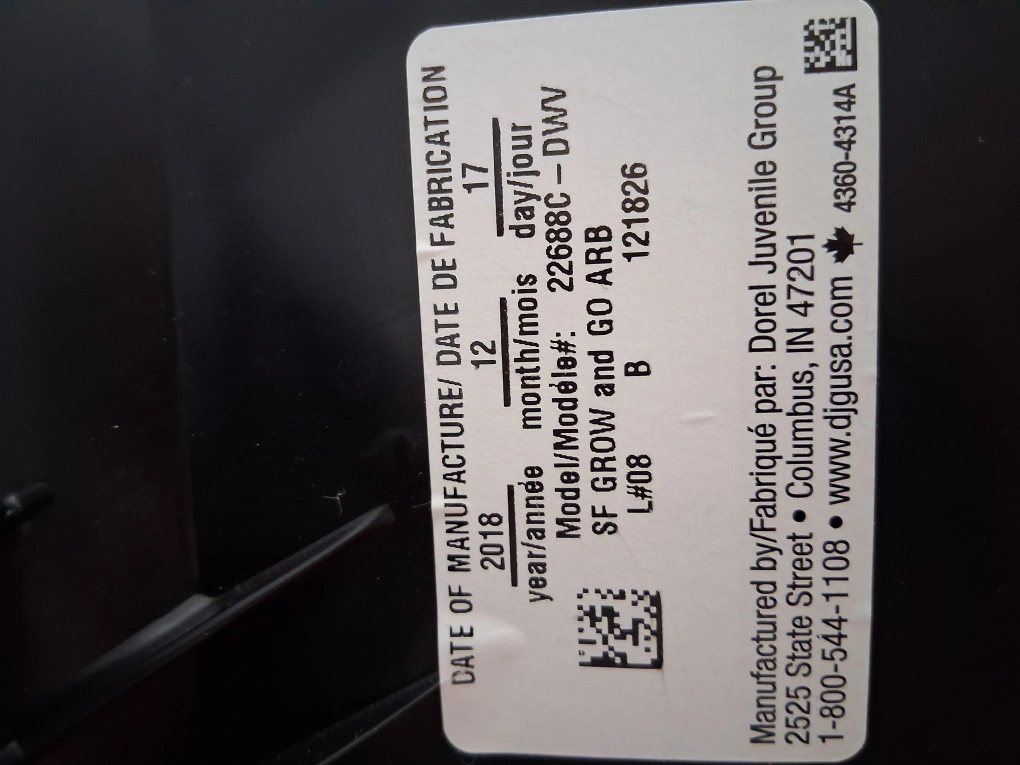 DATE OF MANUFACTURE/ DATE DE FABRICATION
2018 12 17
year/année month/mois day/jour
Model/Modéle#: 22688C-DWV
SF GROW and GO ARB
L#08 B 121826
Manufactured by/Fabriqué par: Dorel Juvenile Group
2525 State Street • Columbus, IN 47201
1-800-544-1108 • www.djgusa.com 4360-4314A